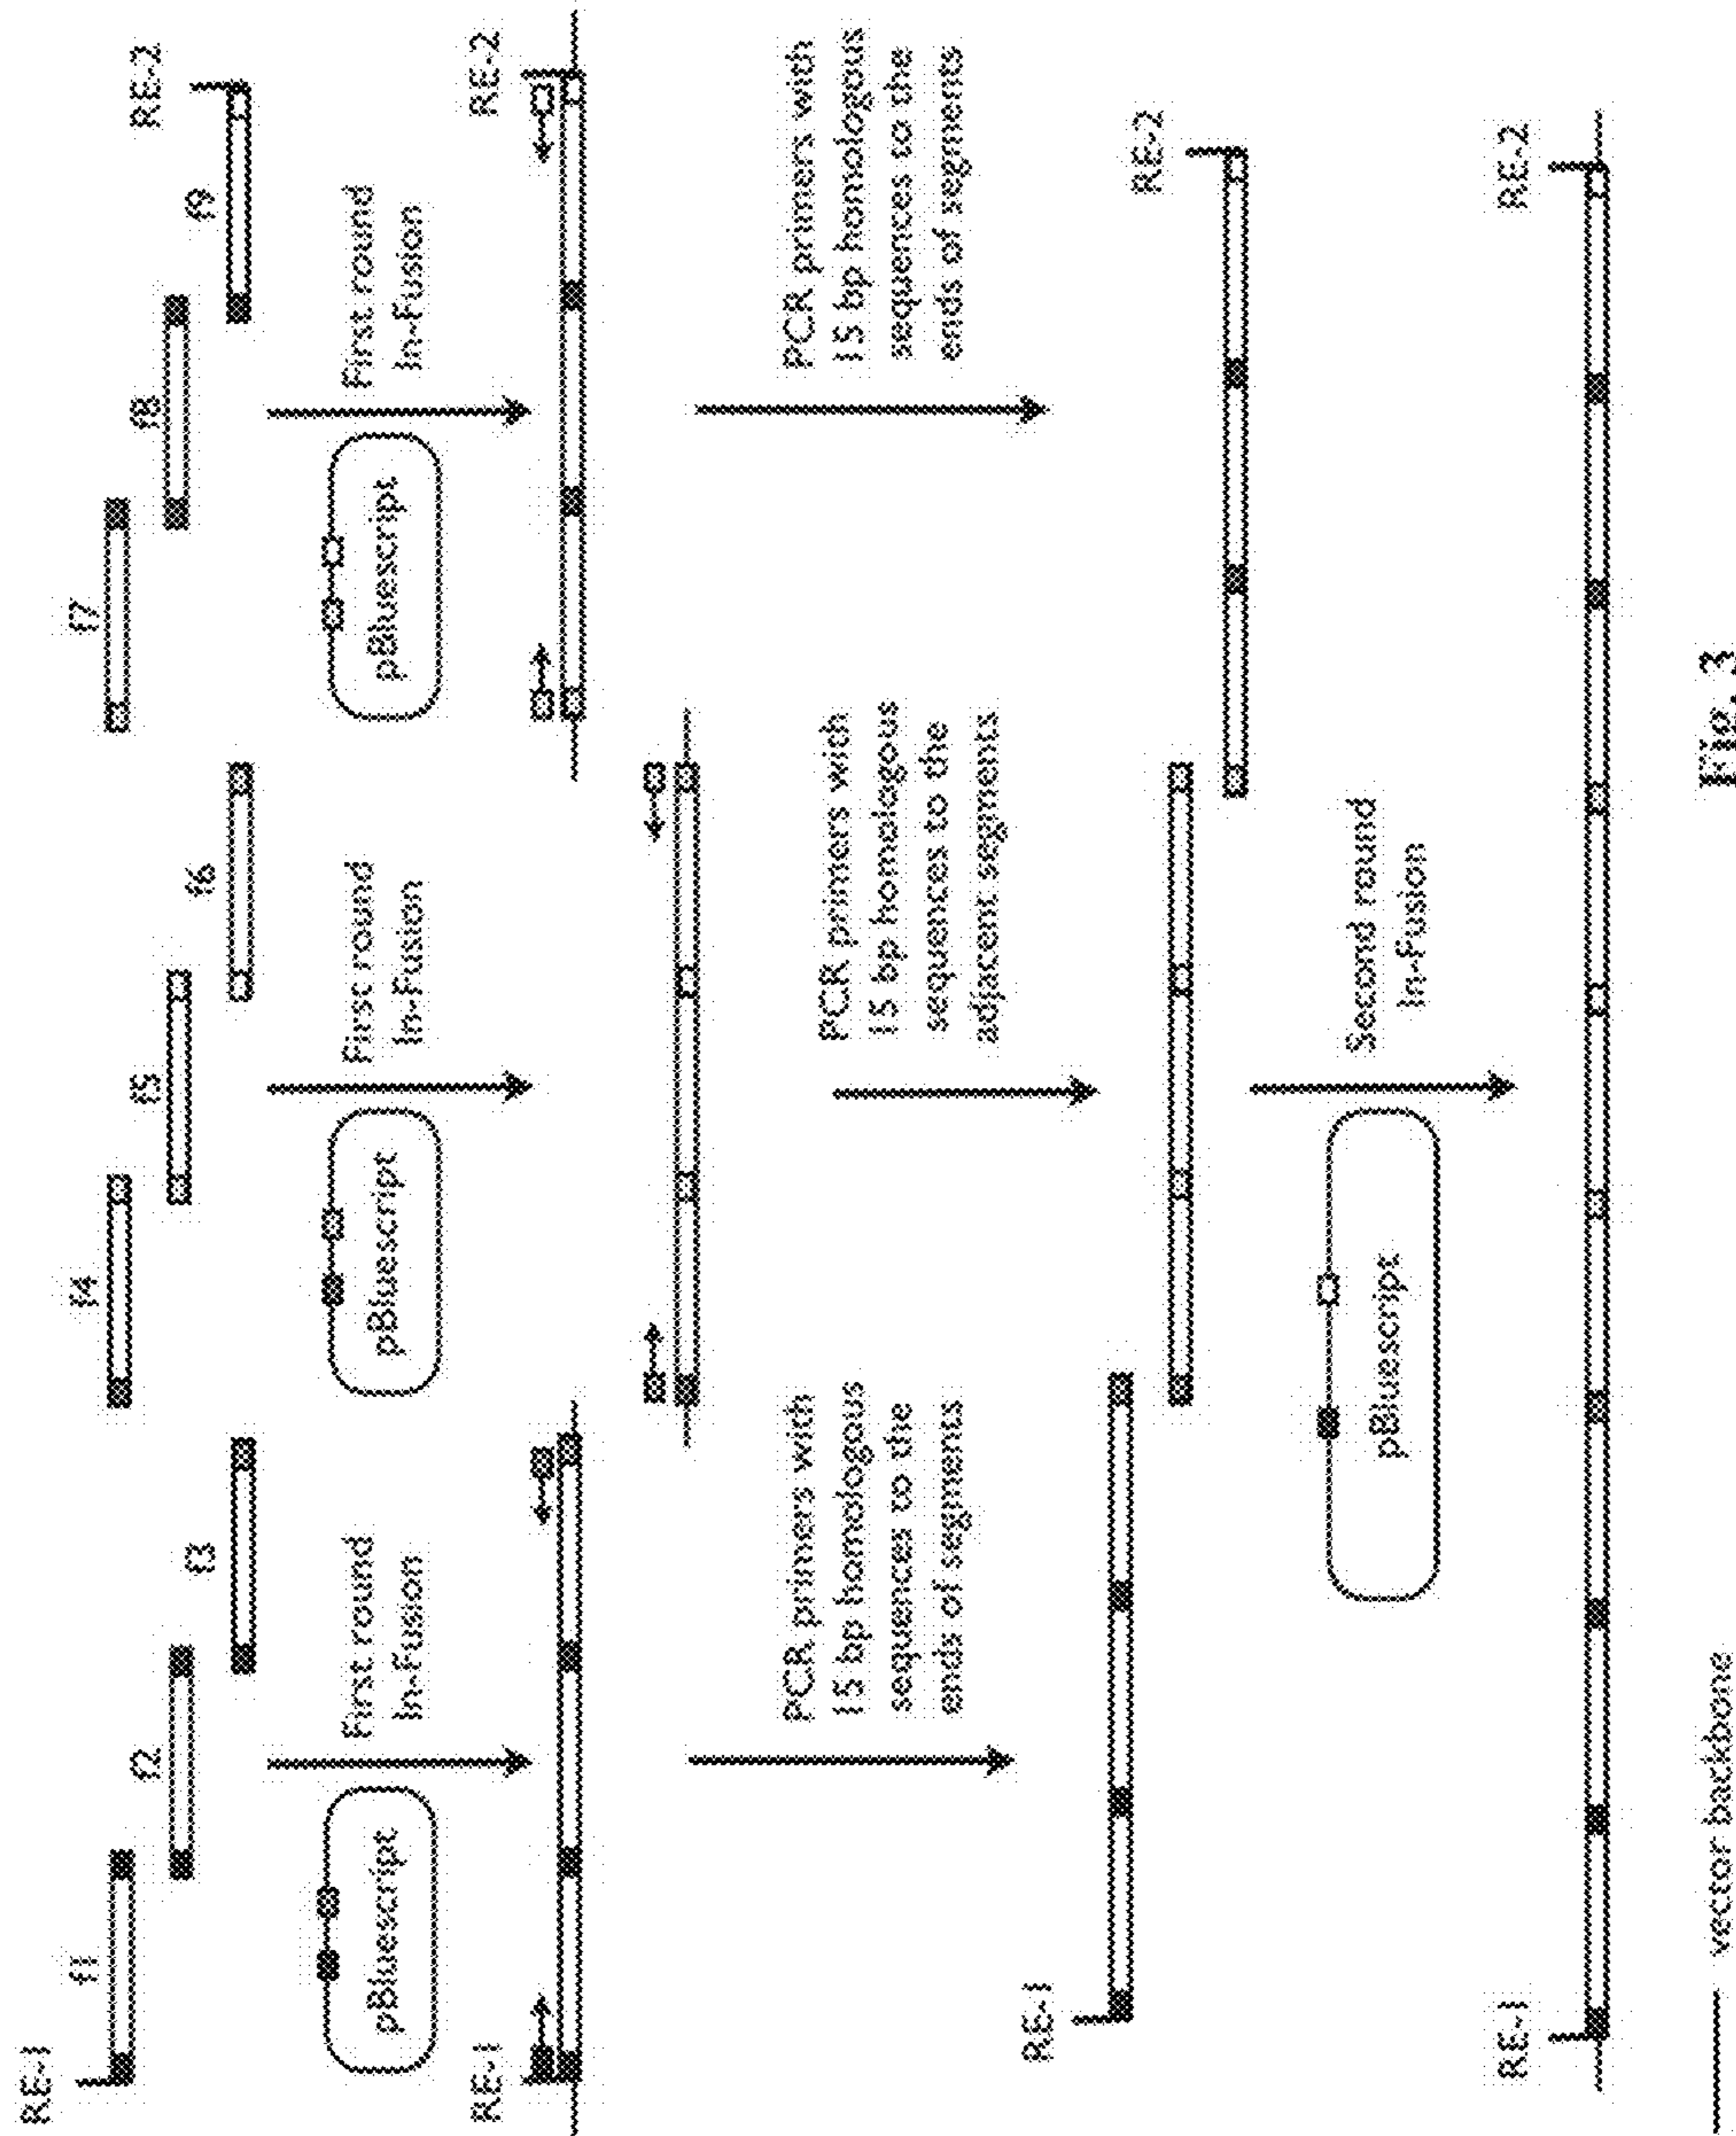 RE-1
f1
f2
f3
f4
f5
f6
f7
f8
f9
RE-2
pBluescript
First round
In-Fusion
pBluescript
First round
In-Fusion
pBluescript
First round
In-Fusion
RE-1
RE-2
PCR primers with
15 bp homologous
sequences to the
ends of segments
PCR primers with
15 bp homologous
sequences to the
adjacent segments
PCR primers with
15 bp homologous
sequences to the
ends of segments
RE-1
RE-2
pBluescript
Second round
In-Fusion
RE-1
RE-2
vector backbone
Fig. 3